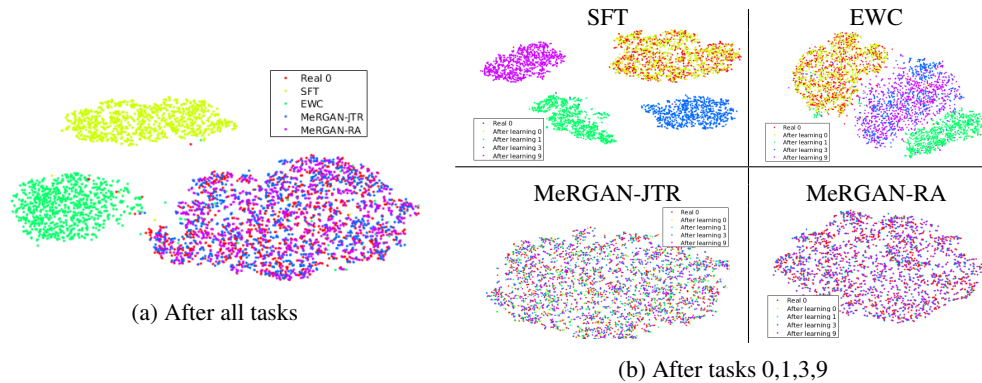 Real 0
SFT
EWC
MeRGAN-JTR
MeRGAN-RA
(a) After all tasks
SFT
Real 0
After learning 0
After learning 1
After learning 3
After learning 9
EWC
Real 0
After learning 0
After learning 1
After learning 3
After learning 9
MeRGAN-JTR
Real 0
After learning 0
After learning 1
After learning 3
After learning 9
MeRGAN-RA
Real 0
After learning 0
After learning 1
After learning 3
After learning 9
(b) After tasks 0,1,3,9